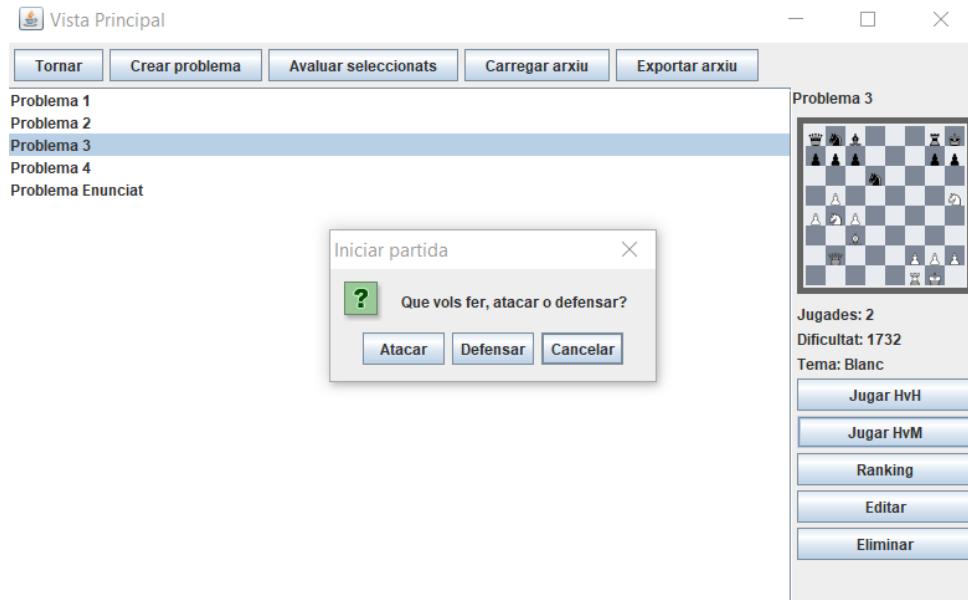 Vista Principal
Tornar Crear problema Avaluar seleccionats Carregar arxiu Exportar arxiu
Problema 1
Problema 2
Problema 3
Problema 4
Problema Enunciat
Iniciar partida
? Que vols fer, atacar o defensar?
Atacar Defensar Cancelar
Problema 3
Jugades: 2
Dificultat: 1732
Tema: Blanc
Jugar HvH
Jugar HvM
Ranking
Editar
Eliminar